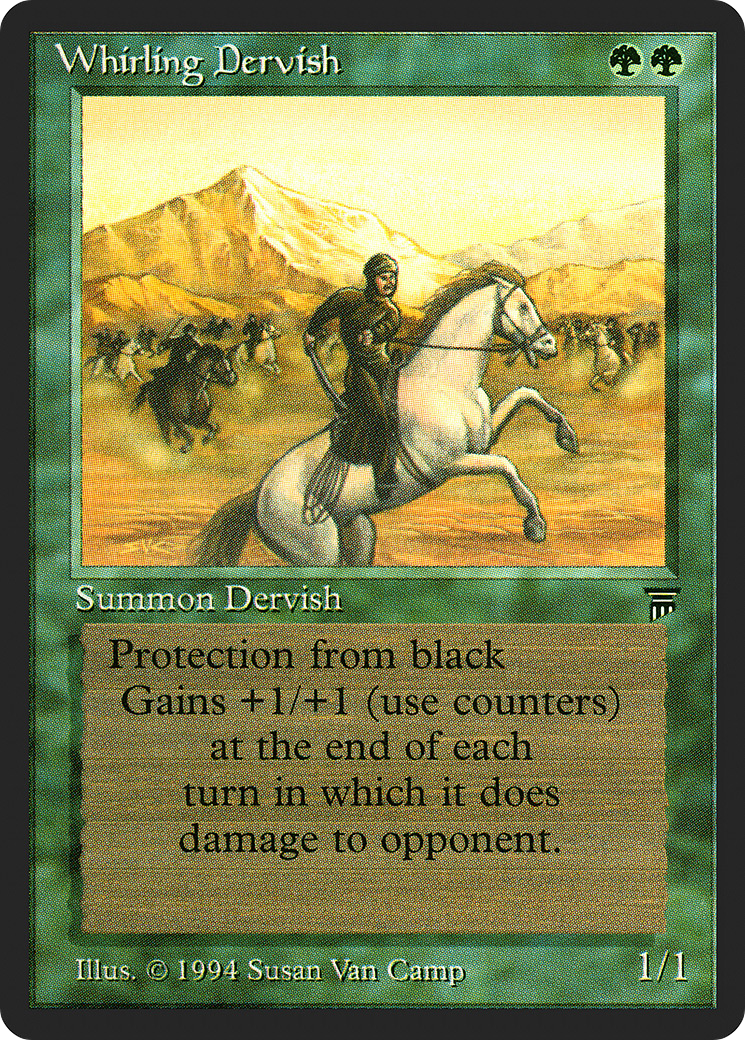 Whirling Dervish
Summon Dervish
Protection from black
Gains +1/+1 (use counters)
at the end of each
turn in which it does
damage to opponent.
Illus. © 1994 Susan Van Camp
1/1